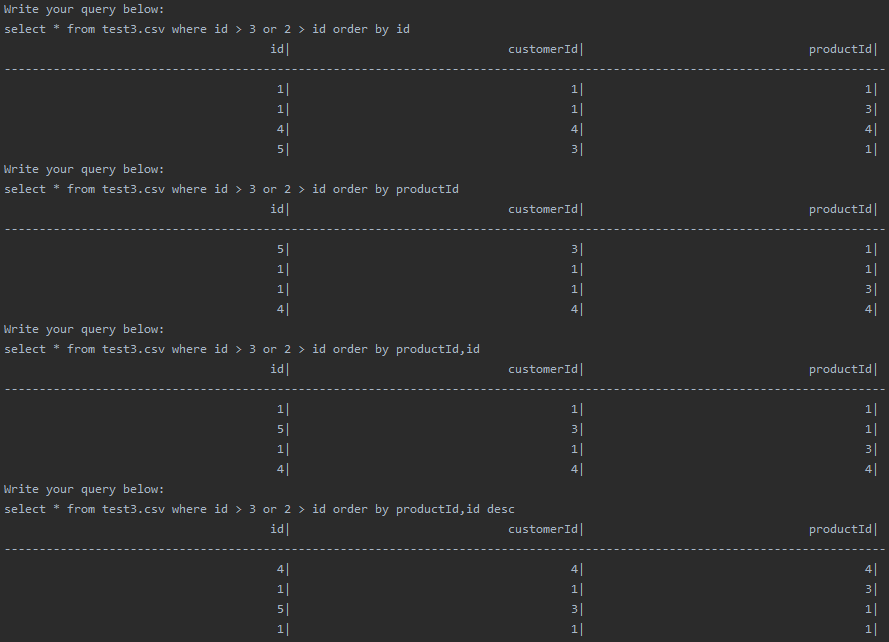 Write your query below:
select * from test3.csv where id > 3 or 2 > id order by id
id| customerId| productId|
------------------------------------------------------------------------------------------------------------------------------
1| 1| 1|
1| 1| 3|
4| 4| 4|
5| 3| 1|
Write your query below:
select * from test3.csv where id > 3 or 2 > id order by productId
id| customerId| productId|
------------------------------------------------------------------------------------------------------------------------------
5| 3| 1|
1| 1| 1|
1| 1| 3|
4| 4| 4|
Write your query below:
select * from test3.csv where id > 3 or 2 > id order by productId,id
id| customerId| productId|
------------------------------------------------------------------------------------------------------------------------------
1| 1| 1|
5| 3| 1|
1| 1| 3|
4| 4| 4|
Write your query below:
select * from test3.csv where id > 3 or 2 > id order by productId,id desc
id| customerId| productId|
------------------------------------------------------------------------------------------------------------------------------
4| 4| 4|
1| 1| 3|
5| 3| 1|
1| 1| 1|